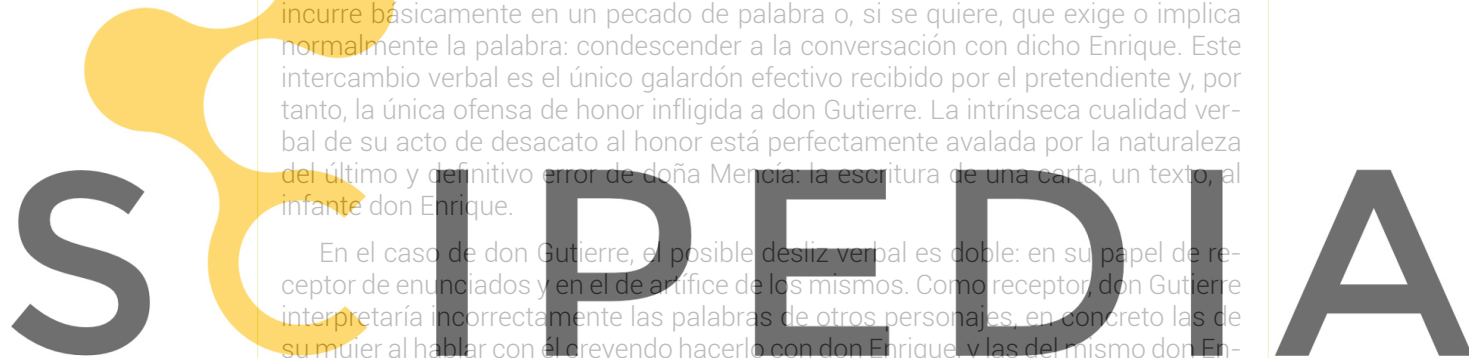 incurre básicamente en un pecado de palabra o, si se quiere, que exige o implica
normalmente la palabra: condescender a la conversación con dicho Enrique. Este
intercambio verbal es el único galardón efectivo recibido por el pretendiente y, por
tanto, la única ofensa de honor infligida a don Gutierre. La intrínseca cualidad ver-
bal de su acto de desacato al honor está perfectamente avalada por la naturaleza
del último y definitivo error de doña Mencía: la escritura de una carta, un texto, al
infante don Enrique.
En el caso de don Gutierre, el posible desliz verbal es doble: en su papel de re-
ceptor de enunciados y en el de artífice de los mismos. Como receptor, don Gutierre
interpretaría incorrectamente las palabras de otros personajes, en concreto las de
su mujer al hablar con él creyendo hacerlo con don Enrique, y las del mismo don En-
SCIPEDIA